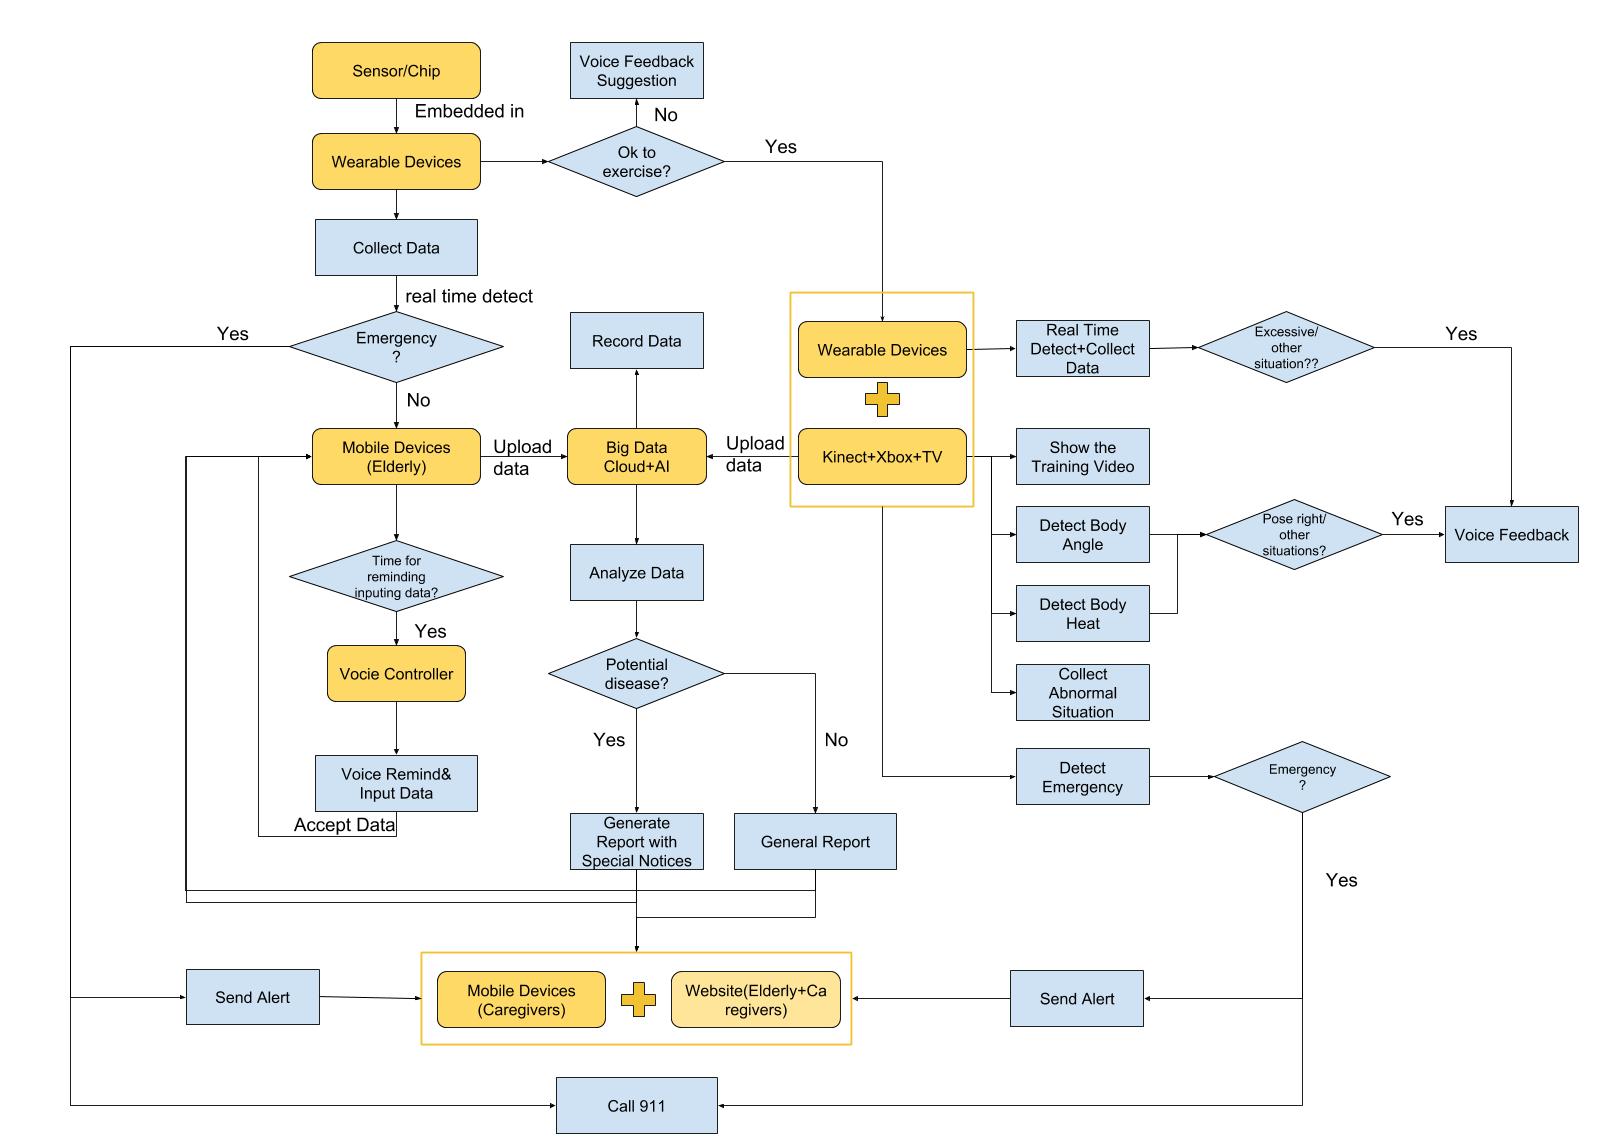 Sensor/Chip
Voice Feedback
Suggestion
Embedded in
No
Wearable Devices
Ok to
exercise?
Yes
Collect Data
real time detect
Yes
Emergency
?
No
Record Data
Wearable Devices
Real Time
Detect+Collect
Data
Excessive/
other
situation??
Yes
Mobile Devices
(Elderly)
Upload
data
Big Data
Cloud+AI
Upload
data
Kinect+Xbox+TV
Show the
Training Video
Detect Body
Angle
Pose right/
other
situations?
Yes
Voice Feedback
Time for
reminding
inputing data?
Analyze Data
Detect Body
Heat
Yes
Vocie Controller
Potential
disease?
Collect
Abnormal
Situation
Yes
No
Voice Remind&
Input Data
Accept Data
Detect
Emergency
Emergency
?
Generate
Report with
Special Notices
General Report
Yes
Send Alert
Mobile Devices
(Caregivers)
Website(Elderly+Ca
regivers)
Send Alert
Call 911